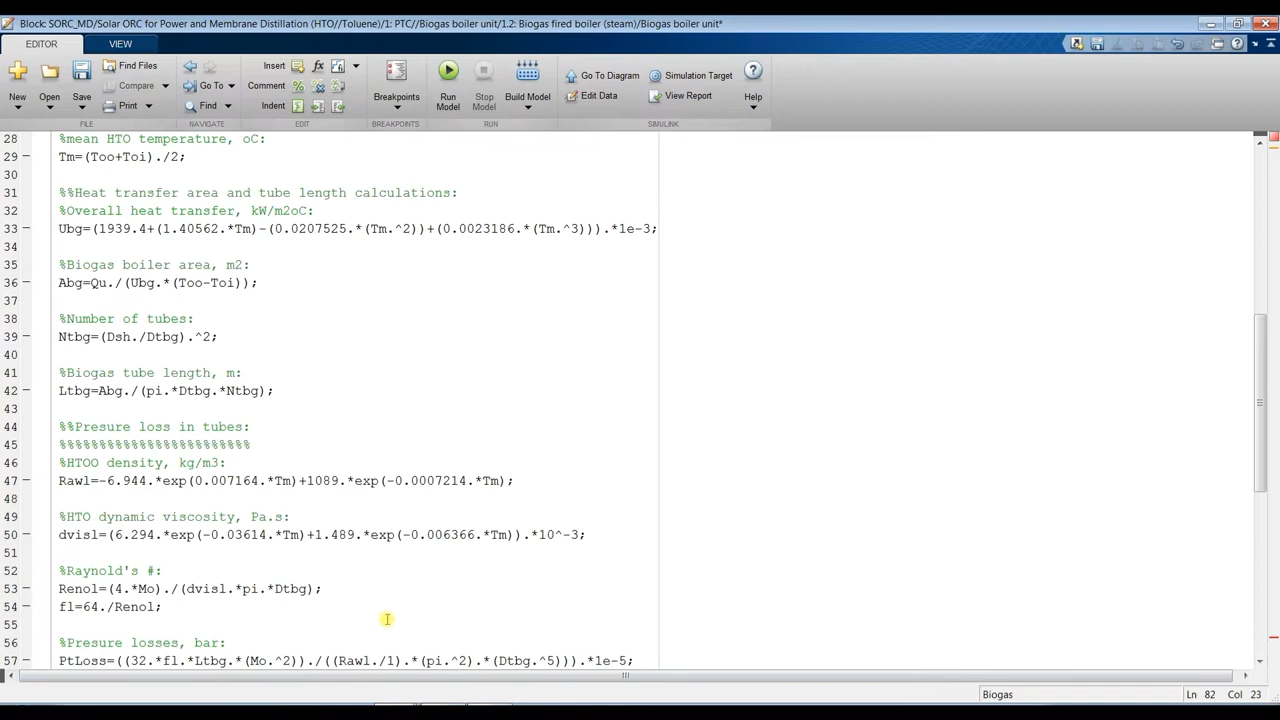 Block: SORC_MD/Solar ORC for Power and Membrane Distillation (HTO//Toluene)/1: PTC//Biogas boiler unit/1.2: Biogas fired boiler (steam)/Biogas boiler unit*
EDITOR VIEW
New Open Save Find Files Compare Print
FILE
Go To Find
NAVIGATE
Insert
Comment
Indent
EDIT
Breakpoints
BREAKPOINTS
Run Model Stop Model Build Model
RUN
Go To Diagram Simulation Target
Edit Data View Report
Help
SIMULINK
28 %mean HTO temperature, oC:
29 Tm=(Too+Toi)./2;
30
31 %%Heat transfer area and tube length calculations:
32 %Overall heat transfer, kW/m2oC:
33 Ubg=(1939.4+(1.40562.*Tm)-(0.0207525.*(Tm.^2))+(0.0023186.*(Tm.^3))).*1e-3;
34
35 %Biogas boiler area, m2:
36 Abg=Qu./(Ubg.*(Too-Toi));
37
38 %Number of tubes:
39 Ntbg=(Dsh./Dtbg).^2;
40
41 %Biogas tube length, m:
42 Ltbg=Abg./(pi.*Dtbg.*Ntbg);
43
44 %%Presure loss in tubes:
45 %%%%%%%%%%%%%%%%%%%%%%%%
46 %HTOO density, kg/m3:
47 Rawl=-6.944.*exp(0.007164.*Tm)+1089.*exp(-0.0007214.*Tm);
48
49 %HTO dynamic viscosity, Pa.s:
50 dvisl=(6.294.*exp(-0.03614.*Tm)+1.489.*exp(-0.006366.*Tm)).*10^-3;
51
52 %Raynold's #:
53 Renol=(4.*Mo)./(dvisl.*pi.*Dtbg);
54 fl=64./Renol;
55
56 %Presure losses, bar:
57 PtLoss=((32.*fl.*Ltbg.*(Mo.^2))./((Rawl./1).*(pi.^2).*(Dtbg.^5))).*1e-5;
Biogas Ln 82 Col 23